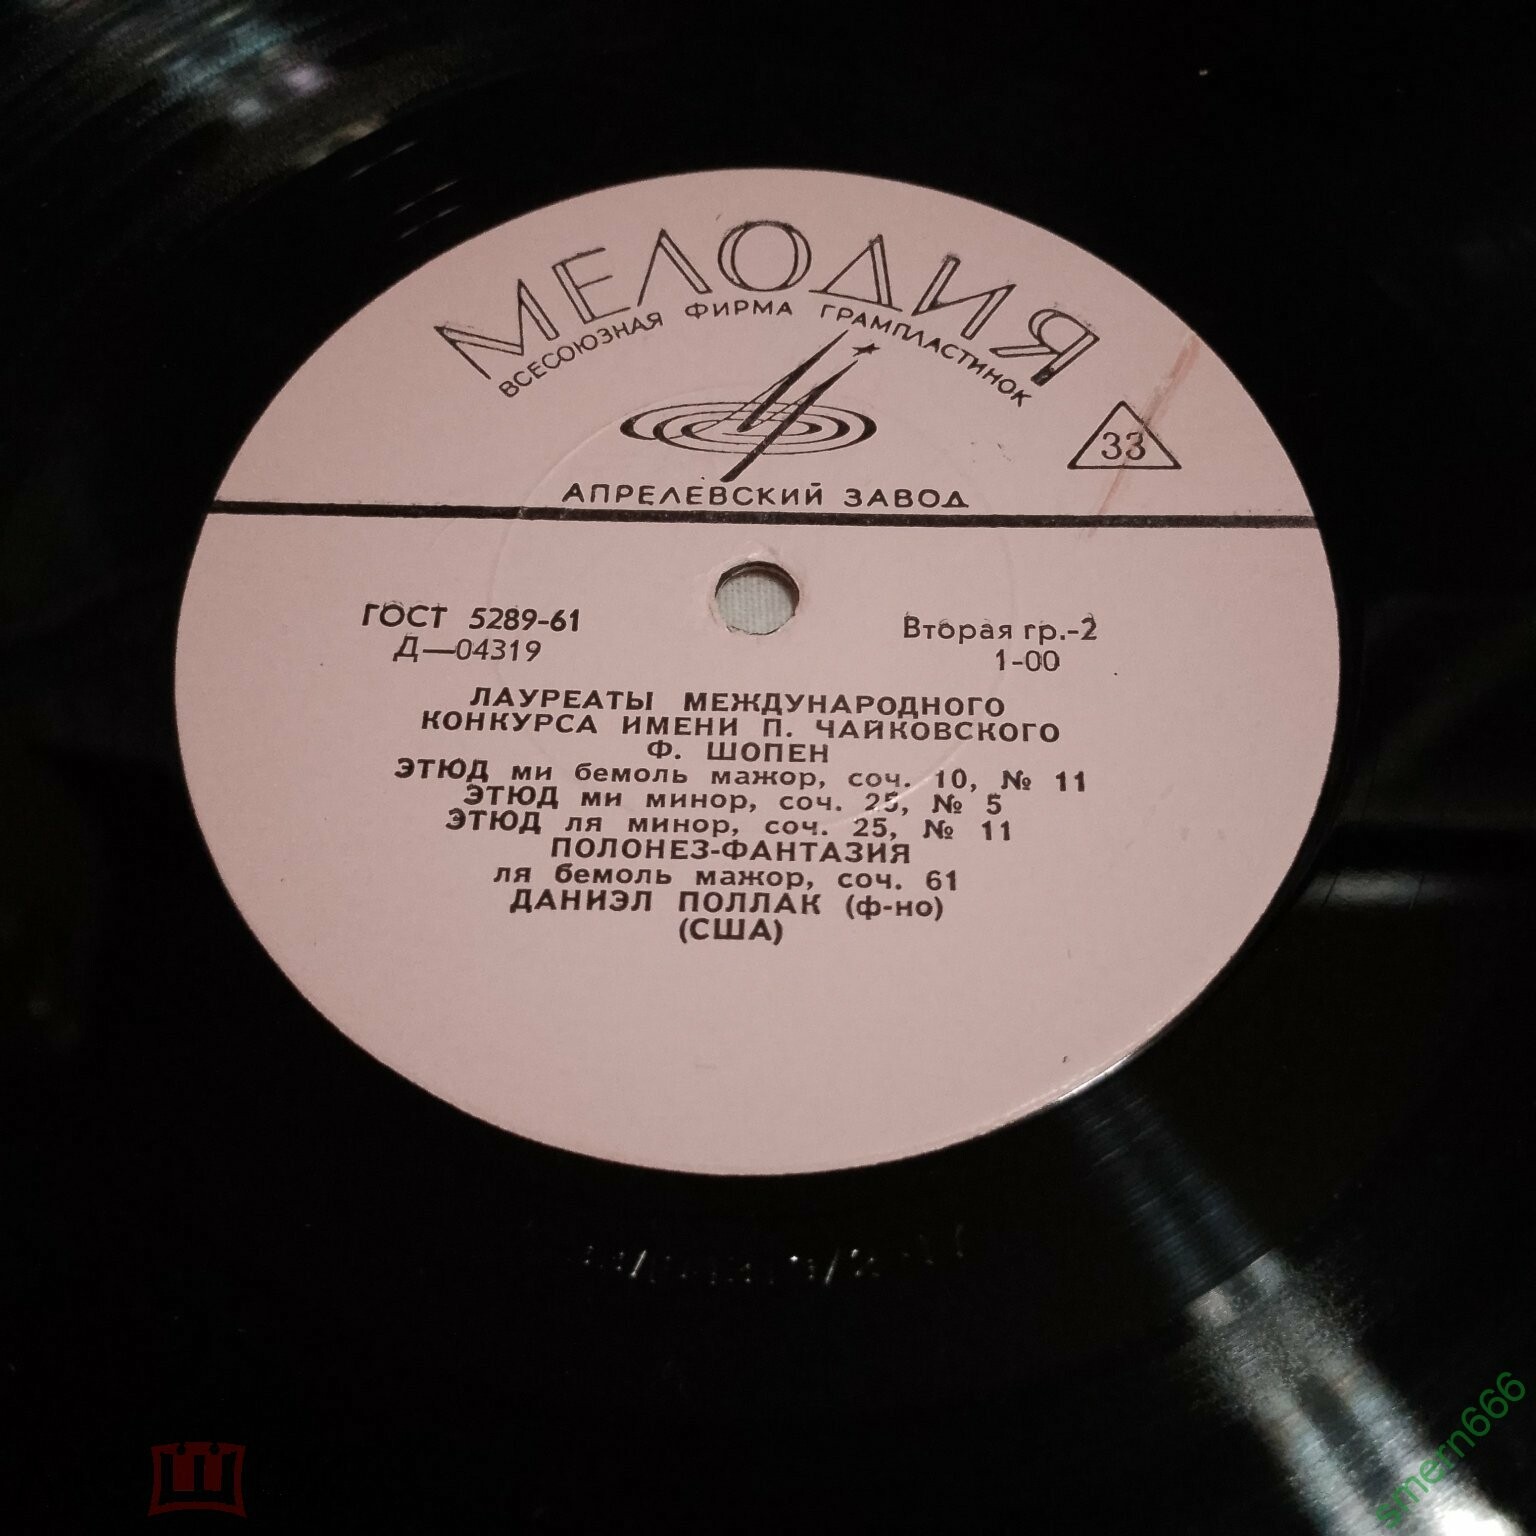 МЕЛОДИЯ
ВСЕСОЮЗНАЯ ФИРМА ГРАМПЛАСТИНОК
33
АПРЕЛЕВСКИЙ ЗАВОД
ГОСТ 5289-61
Д—04319
Вторая гр.-2
1-00
ЛАУРЕАТЫ МЕЖДУНАРОДНОГО
КОНКУРСА ИМЕНИ П. ЧАЙКОВСКОГО
Ф. ШОПЕН
ЭТЮД ми бемоль мажор, соч. 10, № 11
ЭТЮД ми минор, соч. 25, № 5
ЭТЮД ля минор, соч. 25, № 11
ПОЛОНЕЗ-ФАНТАЗИЯ
ля бемоль мажор, соч. 61
ДАНИЭЛ ПОЛЛАК (ф-но)
(США)
smern666